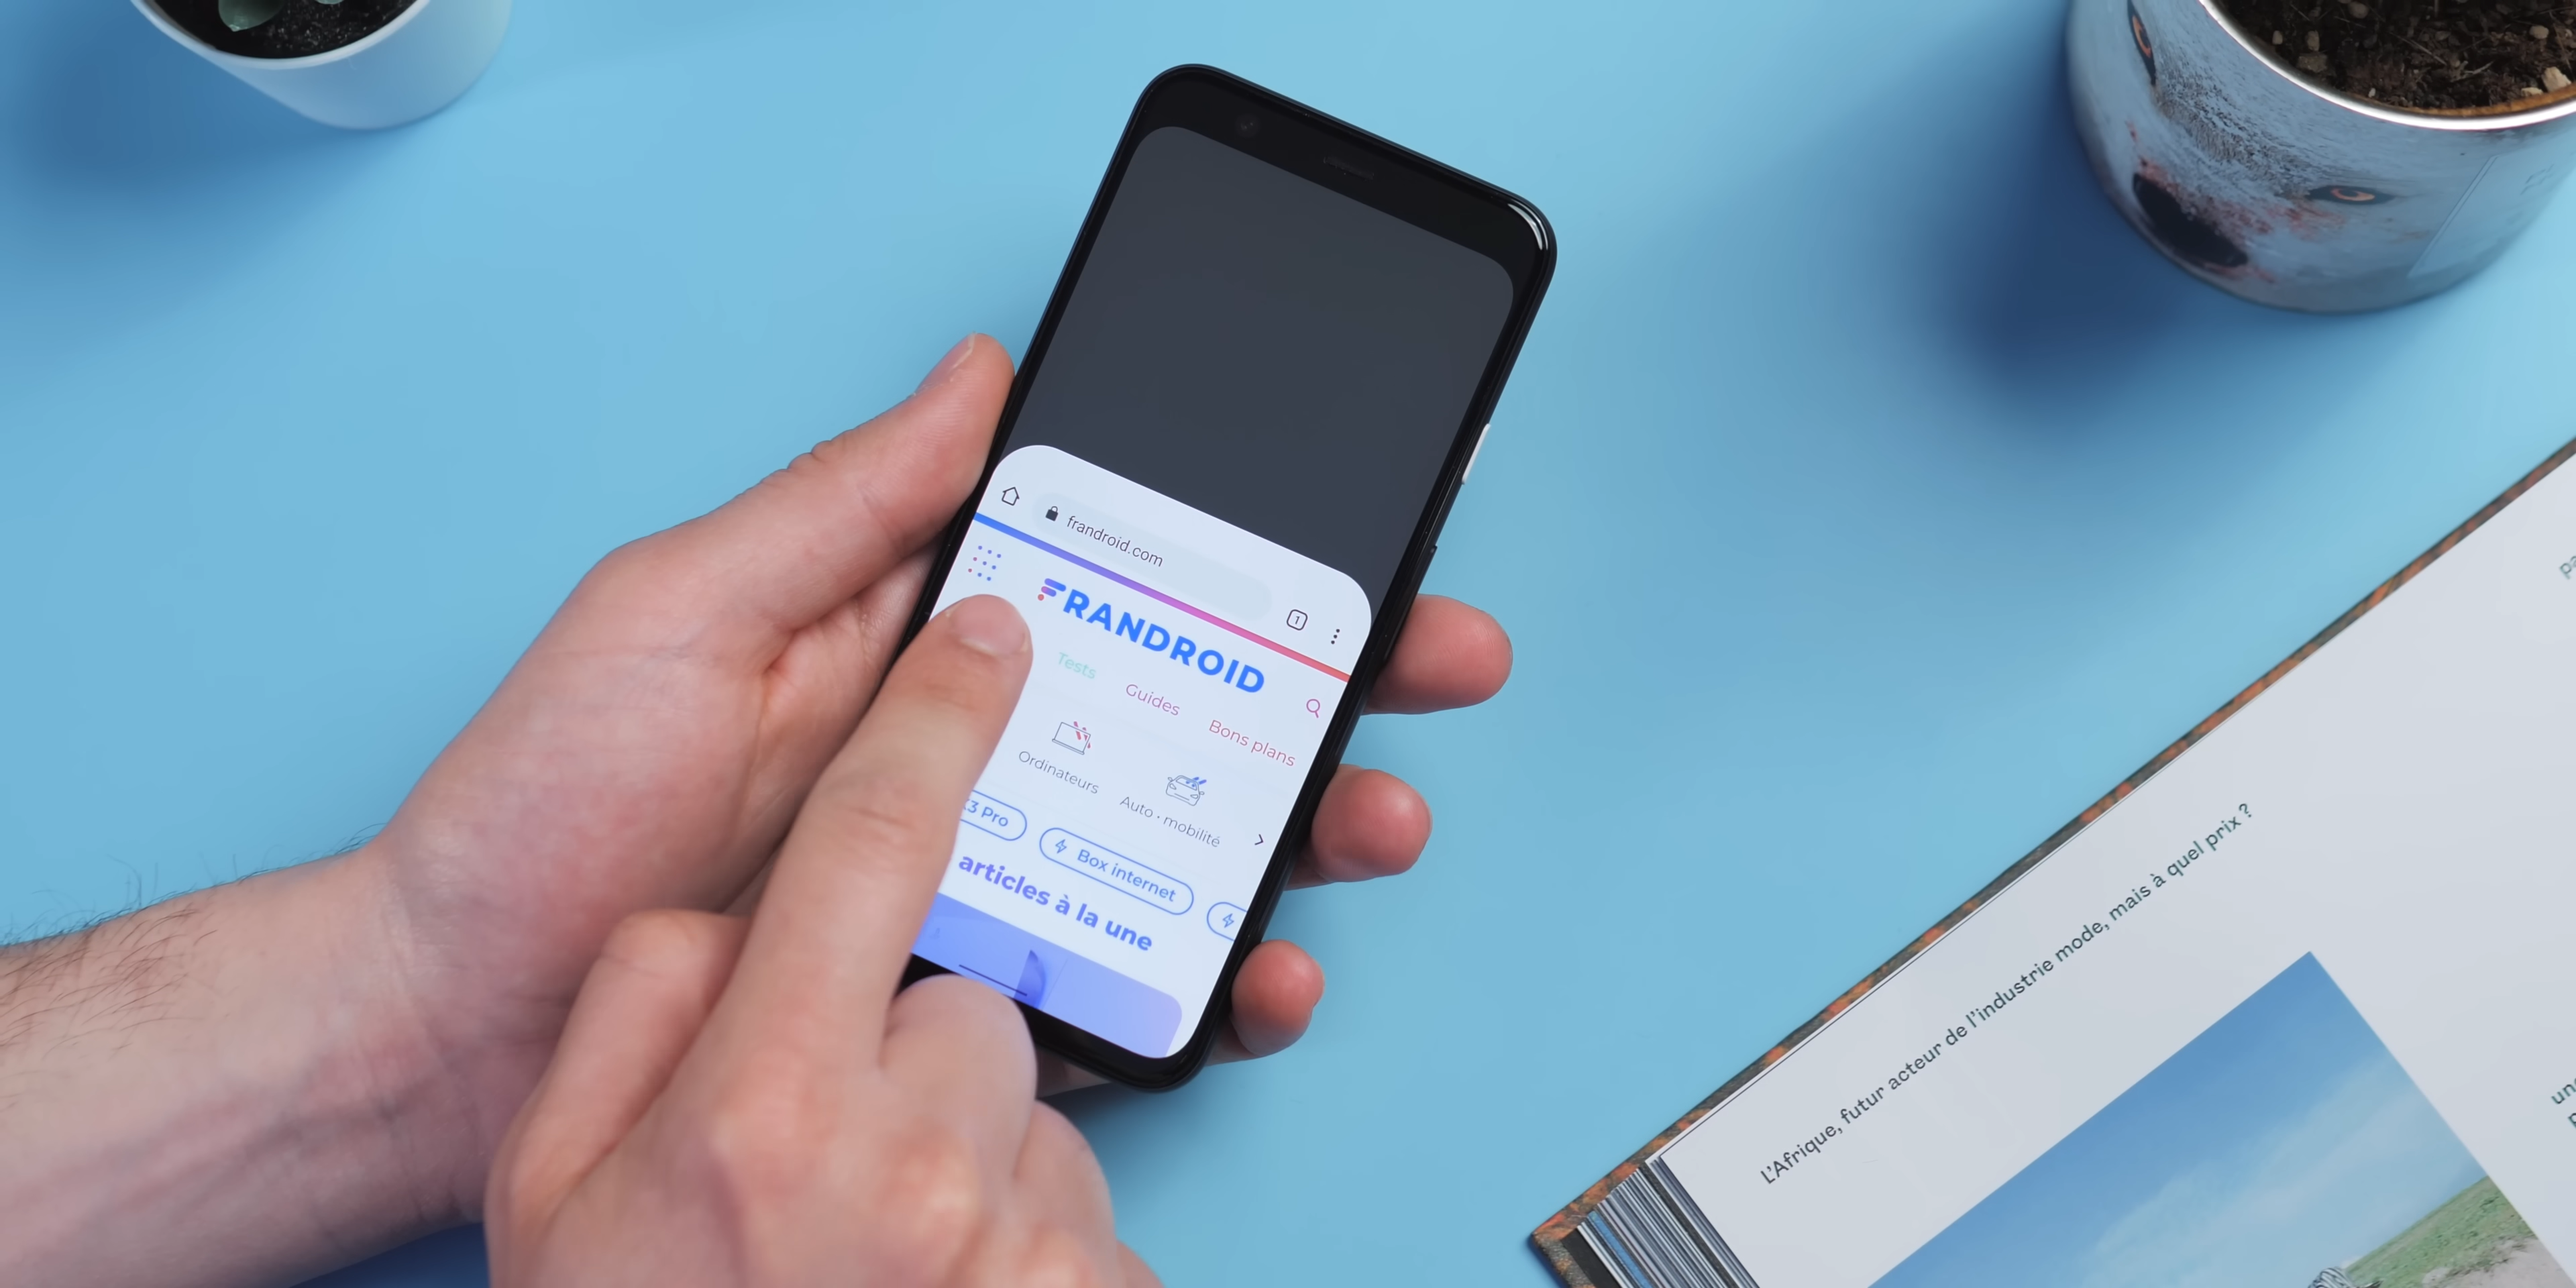 frandroid.com
1
FRANDROID
Tests
Guides
Bons plans
Ordinateurs
Auto • mobilité
3 Pro
Box internet
articles à la une
L'Afrique, futur acteur de l'industrie mode, mais à quel prix ?